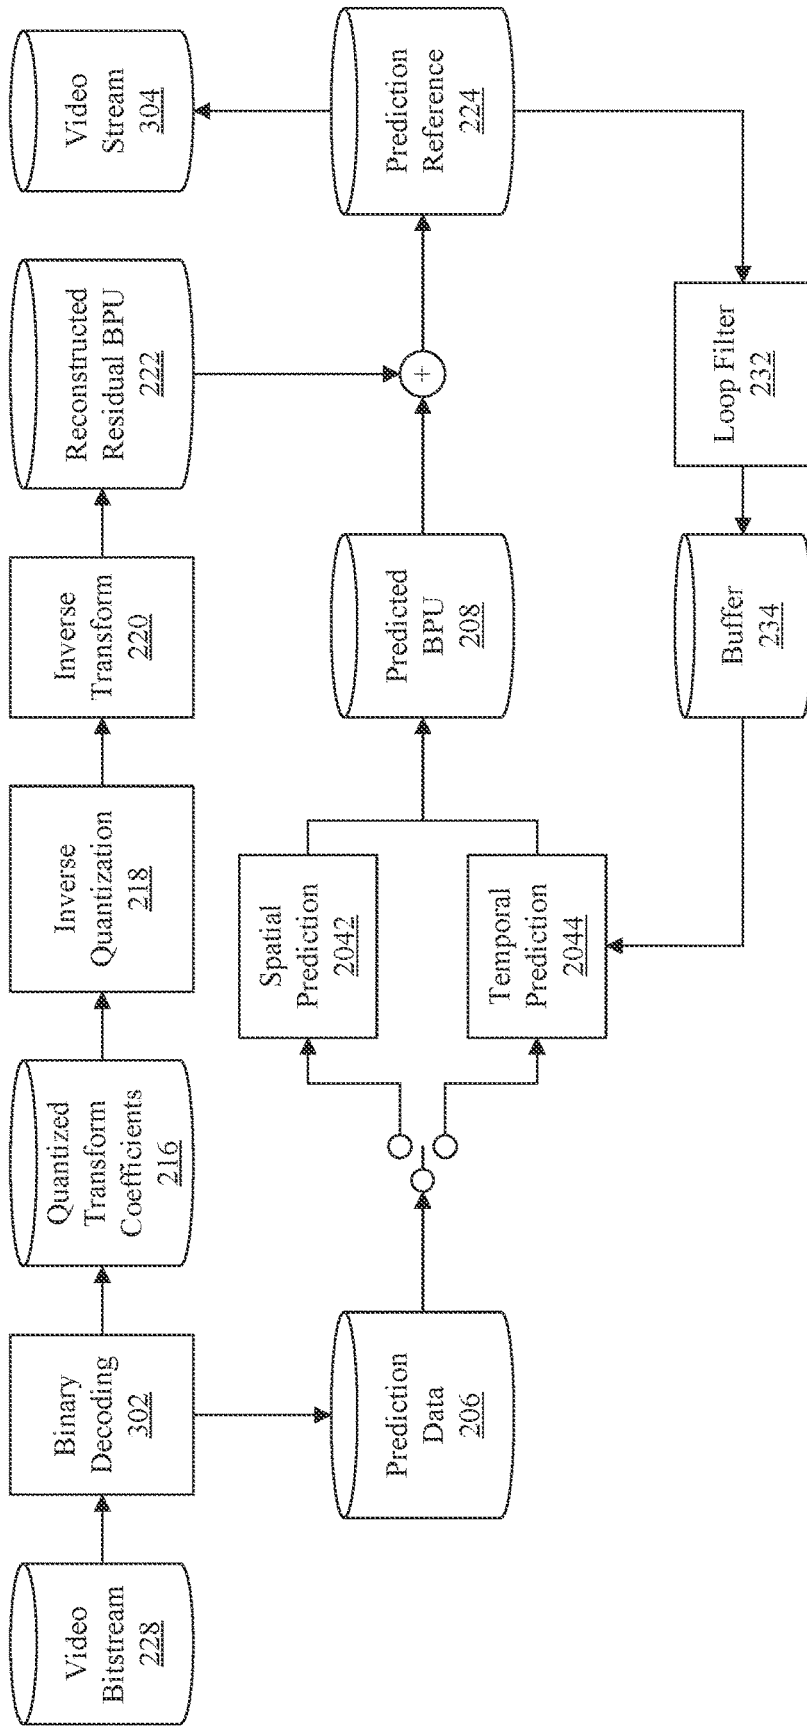 Video
Bitstream
228
Binary
Decoding
302
Quantized
Transform
Coefficients
216
Inverse
Quantization
218
Inverse
Transform
220
Reconstructed
Residual BPU
222
Video
Stream
304
Prediction
Data
206
Spatial
Prediction
2042
Temporal
Prediction
2044
Predicted
BPU
208
+
Prediction
Reference
224
Buffer
234
Loop Filter
232